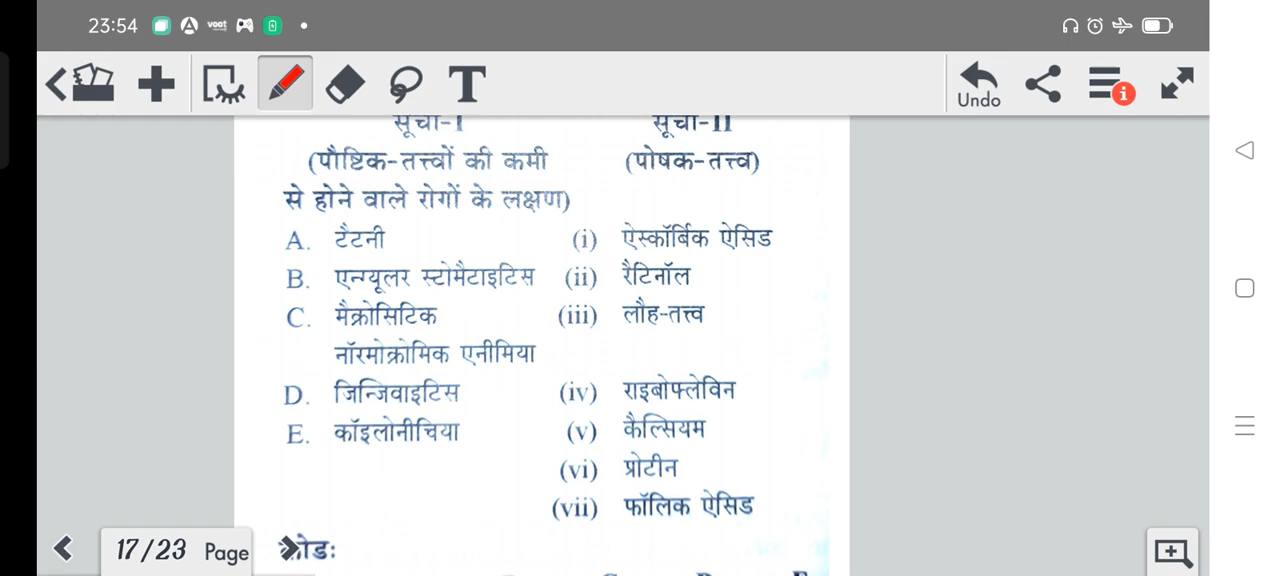 23:54
voot
Undo
सूची-I सूची-II
(पौष्टिक-तत्त्वों की कमी (पोषक-तत्त्व)
से होने वाले रोगों के लक्षण)
A. टैटनी (i) ऐस्कॉर्बिक ऐसिड
B. एन्ग्यूलर स्टोमैटाइटिस (ii) रैटिनॉल
C. मैक्रोसिटिक (iii) लौह-तत्त्व
नॉरमोक्रोमिक एनीमिया
D. जिन्जिवाइटिस (iv) राइबोफ्लेविन
E. कॉइलोनीचिया (v) कैल्सियम
(vi) प्रोटीन
(vii) फॉलिक ऐसिड
17/23 Page